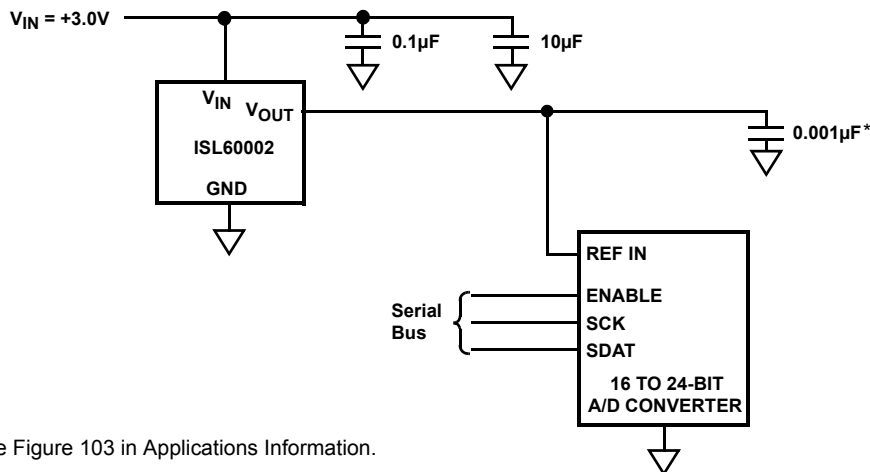 VIN = +3.0V
0.1µF
10µF
VIN
VOUT
ISL60002
GND
0.001µF*
REF IN
ENABLE
SCK
SDAT
Serial
Bus
16 TO 24-BIT
A/D CONVERTER
Figure 103 in Applications Information.